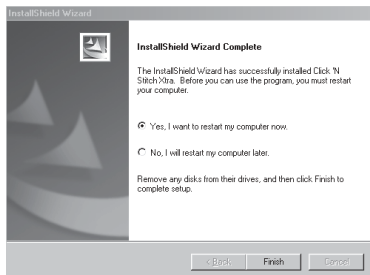 InstallShield Wizard
InstallShield Wizard Complete
The InstallShield Wizard has successfully installed Click 'N
Stitch Xtra. Before you can use the program, you must restart
your computer.
Yes, I want to restart my computer now.
No, I will restart my computer later.
Remove any disks from their drives, and then click Finish to
complete setup.
< Back Finish Cancel